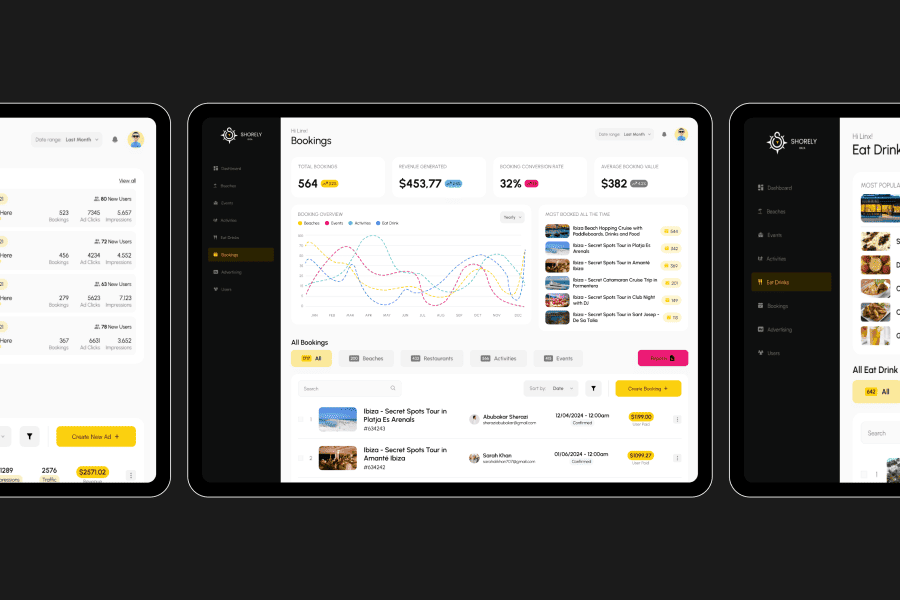 Date range: Last Month
View all
80 New Users
Here 523 7345 5,657
Bookings Ad Clicks Impressions
72 New Users
Here 456 4234 4.552
Bookings Ad Clicks Impressions
63 New Users
Here 279 5623 7.123
Bookings Ad Clicks Impressions
78 New Users
Here 367 6631 3.652
Bookings Ad Clicks Impressions
Create New Ad +
1289 2576 $2571.02
Traffic
SHORELY
Dashboard
Beaches
Events
Activities
Eat Drinks
Bookings
Advertising
Users
Hi Linx!
Bookings
Date range: Last Month
TOTAL BOOKINGS
564
REVENUE GENERATED
$453.77
BOOKING CONVERSION RATE
32%
AVERAGE BOOKING VALUE
$382
BOOKING OVERVIEW
Yearly
Beaches Events Activities Eat Drink
JAN FEB MAR APR MAY JUN JUL AUG SEP OCT NOV DEC
MOST BOOKED ALL THE TIME
Ibiza Beach Hopping Cruise with
Paddleboards, Drinks and Food
544
Ibiza - Secret Spots Tour in Platja Es
Arenals
342
Ibiza - Secret Spots Tour in Amanté
Ibiza
Ibiza - Secret Catamaran Cruise Trip in
Formentera
201
Ibiza - Secret Spots Tour in Club Night
with DJ
199
Ibiza - Secret Spots Tour in Sant Josep -
De Sa Talia
113
All Bookings
All
Beaches
Restaurants
Activities
Events
Search
Sort by: Date
Create Booking +
Ibiza - Secret Spots Tour in
Platja Es Arenals
#634243
Abubakar Sherazi
sherazabubakar@gmail.com
12/04/2024 - 12:00am
Confirmed
$1199.00
User Paid
Ibiza - Secret Spots Tour in
Amanté Ibiza
#634242
Sarah Khan
sarahkhan707@gmail.com
01/06/2024 - 12:00am
Confirmed
$1099.27
User Paid
SHORELY
Dashboard
Beaches
Events
Activities
Eat Drinks
Bookings
Advertising
Users
Hi Linx!
Eat Drink
MOST POPULA
All Eat Drink
642 All
Search